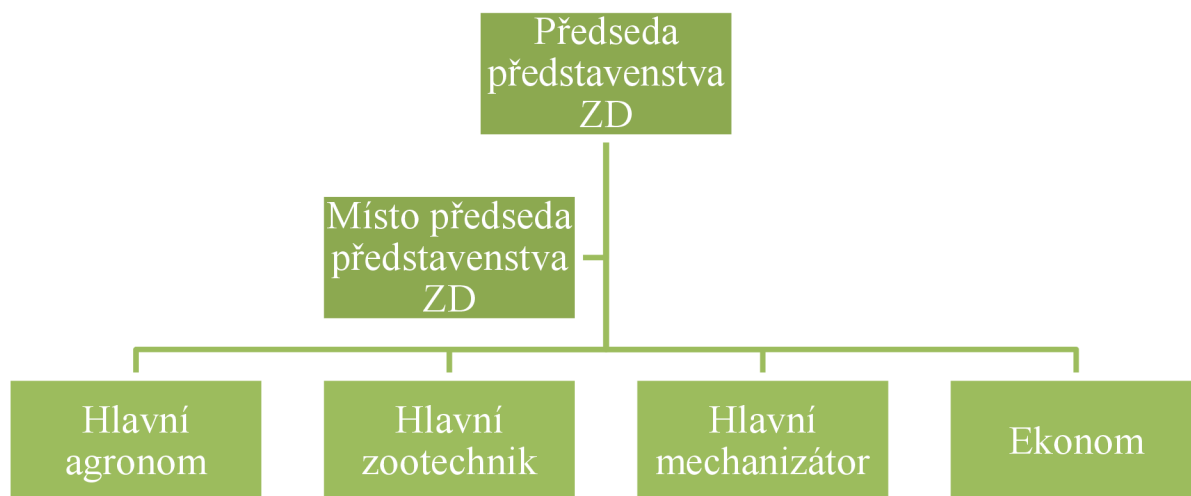 Předseda
představenstva
ZD
Místo předseda
představenstva
ZD
Hlavní
agronom
Hlavní
zootechnik
Hlavní
mechanizátor
Ekonom